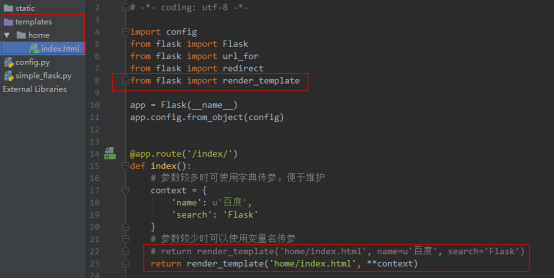 static
templates
home
index.html
config.py
simple_flask.py
External Libraries
2 # -*- coding: utf-8 -*-
3
4 import config
5 from flask import Flask
6 from flask import url_for
7 from flask import redirect
8 from flask import render_template
9
10 app = Flask(__name__)
11 app.config.from_object(config)
12
13
14 @app.route('/index/')
15 def index():
16 # 参数较多时可使用字典传参，便于维护
17 context = {
18 'name': u'百度',
19 'search': 'Flask'
20 }
21 # 参数较少时可以使用变量名传参
22 # return render_template('home/index.html', name=u'百度', search='Flask')
23 return render_template('home/index.html', **context)